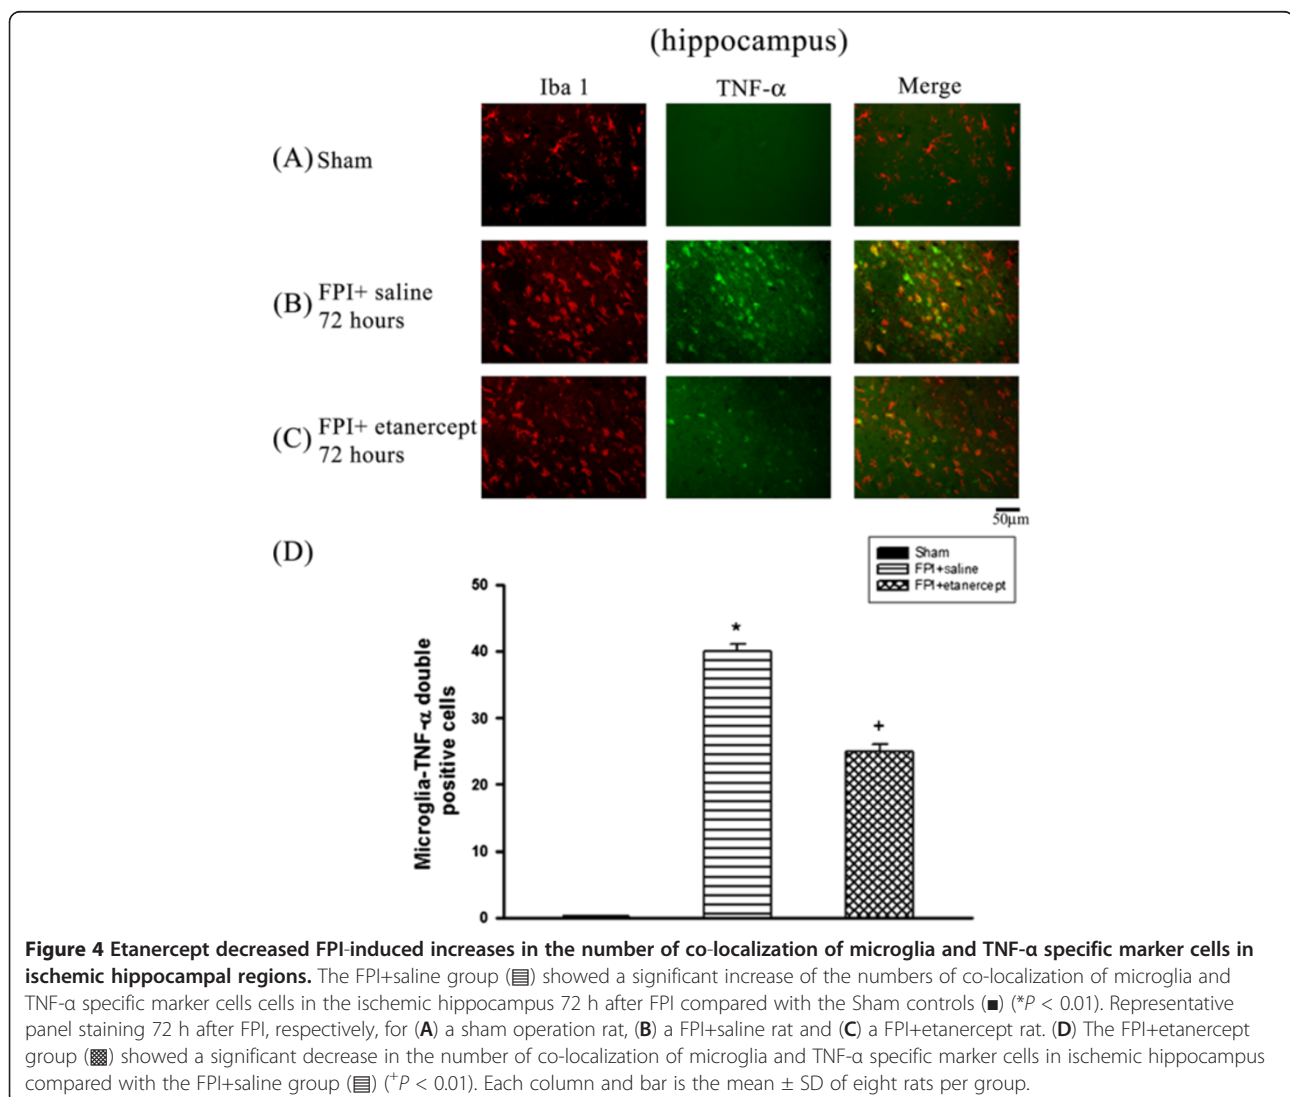 (hippocampus)
Iba 1 TNF-α Merge
(A) Sham
(B) FPI+ saline
72 hours
(C) FPI+ etanercept
72 hours
50µm
(D)
Sham
FPI+saline
FPI+etanercept
Microglia-TNF-α double
positive cells
50
40
30
20
10
0
*
+
Figure 4 Etanercept decreased FPI-induced increases in the number of co-localization of microglia and TNF-α specific marker cells in
ischemic hippocampal regions. The FPI+saline group (▤) showed a significant increase of the numbers of co-localization of microglia and
TNF-α specific marker cells cells in the ischemic hippocampus 72 h after FPI compared with the Sham controls (■) (*P < 0.01). Representative
panel staining 72 h after FPI, respectively, for (A) a sham operation rat, (B) a FPI+saline rat and (C) a FPI+etanercept rat. (D) The FPI+etanercept
group (▩) showed a significant decrease in the number of co-localization of microglia and TNF-α specific marker cells in ischemic hippocampus
compared with the FPI+saline group (▤) (⁺P < 0.01). Each column and bar is the mean ± SD of eight rats per group.